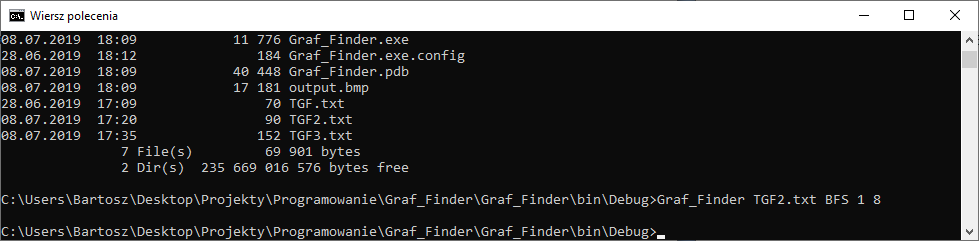 Wiersz polecenia
08.07.2019  18:09            11 776 Graf_Finder.exe
28.06.2019  18:12               184 Graf_Finder.exe.config
08.07.2019  18:09            40 448 Graf_Finder.pdb
08.07.2019  18:09            17 181 output.bmp
28.06.2019  17:09                70 TGF.txt
08.07.2019  17:20                90 TGF2.txt
08.07.2019  17:35               152 TGF3.txt
               7 File(s)         69 901 bytes
               2 Dir(s)  235 669 016 576 bytes free
C:\Users\Bartosz\Desktop\Projekty\Programowanie\Graf_Finder\Graf_Finder\bin\Debug>Graf_Finder TGF2.txt BFS 1 8
C:\Users\Bartosz\Desktop\Projekty\Programowanie\Graf_Finder\Graf_Finder\bin\Debug>